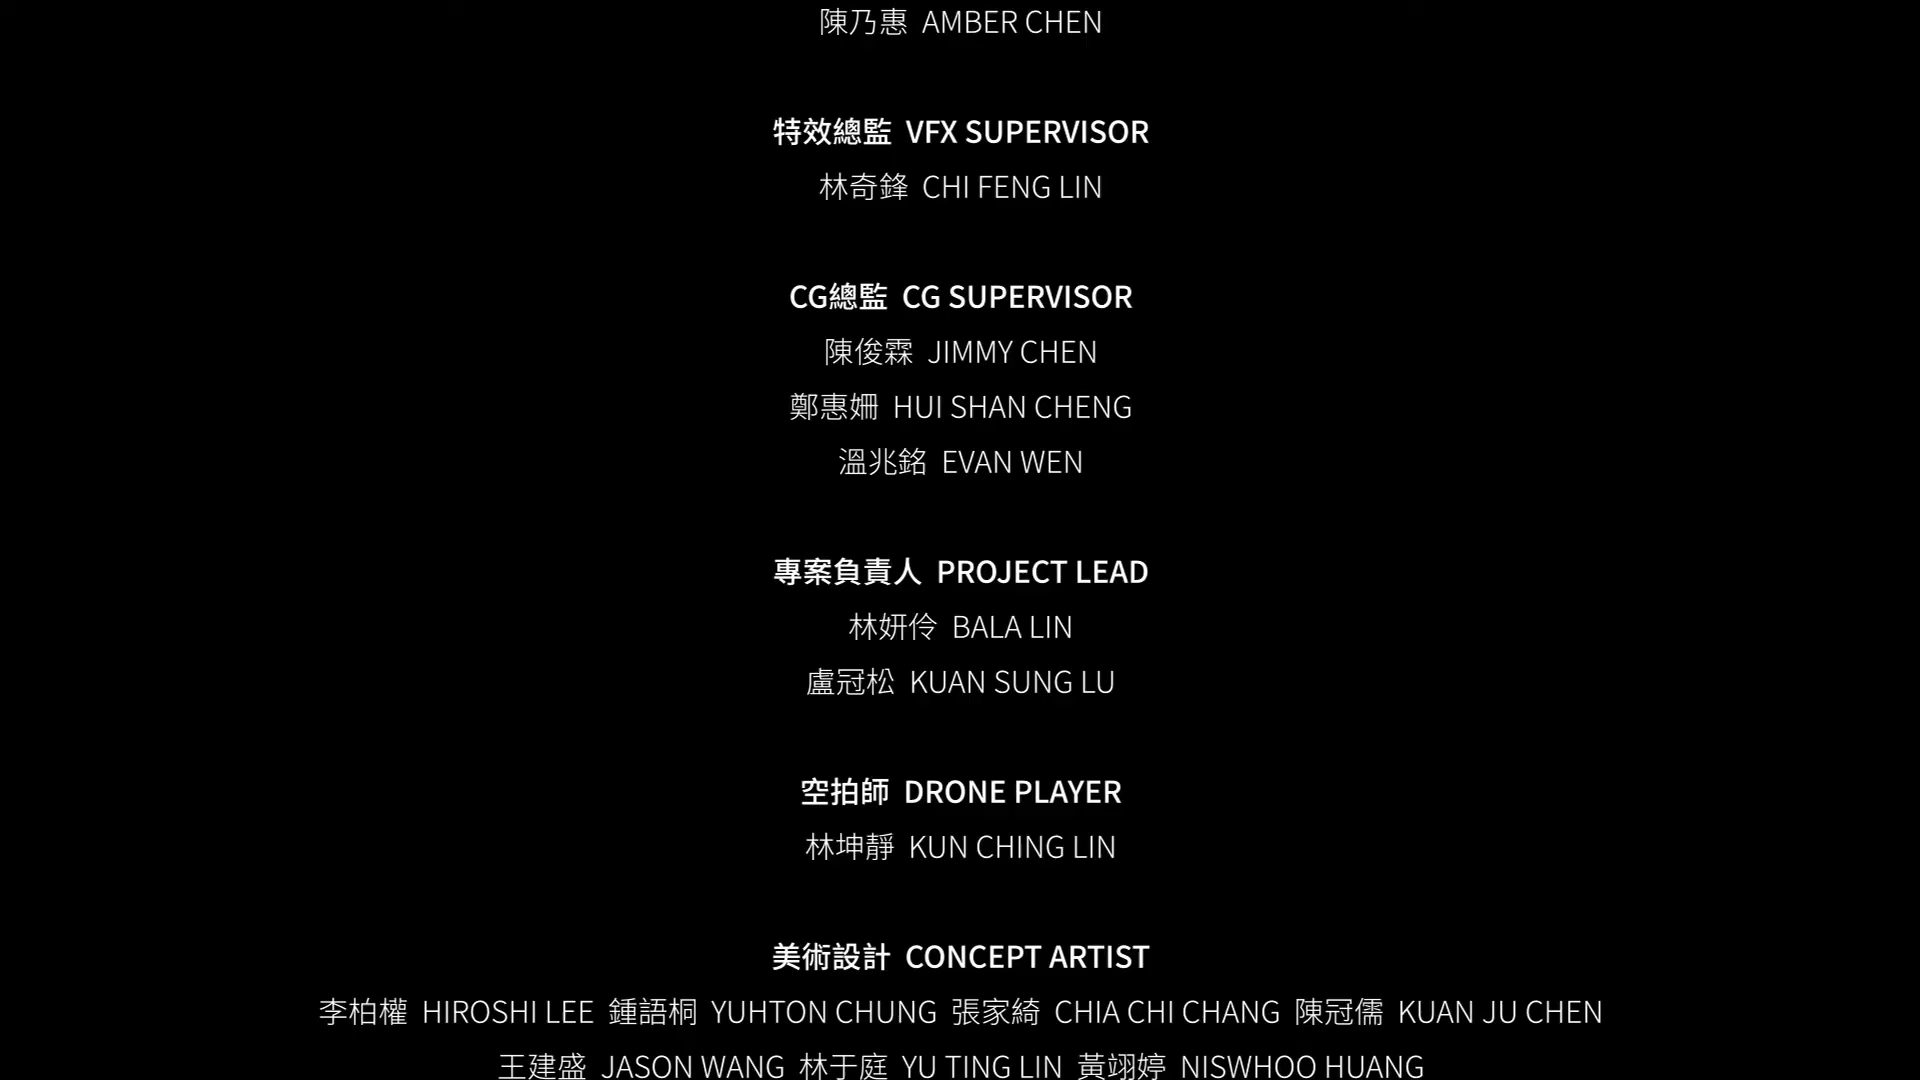 陳乃惠 AMBER CHEN
特效總監 VFX SUPERVISOR
林奇鋒 CHI FENG LIN
CG總監 CG SUPERVISOR
陳俊霖 JIMMY CHEN
鄭惠姍 HUI SHAN CHENG
溫兆銘 EVAN WEN
專案負責人 PROJECT LEAD
林妍伶 BALA LIN
盧冠松 KUAN SUNG LU
空拍師 DRONE PLAYER
林坤靜 KUN CHING LIN
美術設計 CONCEPT ARTIST
李柏權 HIROSHI LEE 鍾語桐 YUHTON CHUNG 張家綺 CHIA CHI CHANG 陳冠儒 KUAN JU CHEN
王建盛 JASON WANG 林于庭 YU TING LIN 黃翊婷 NISWHOO HUANG